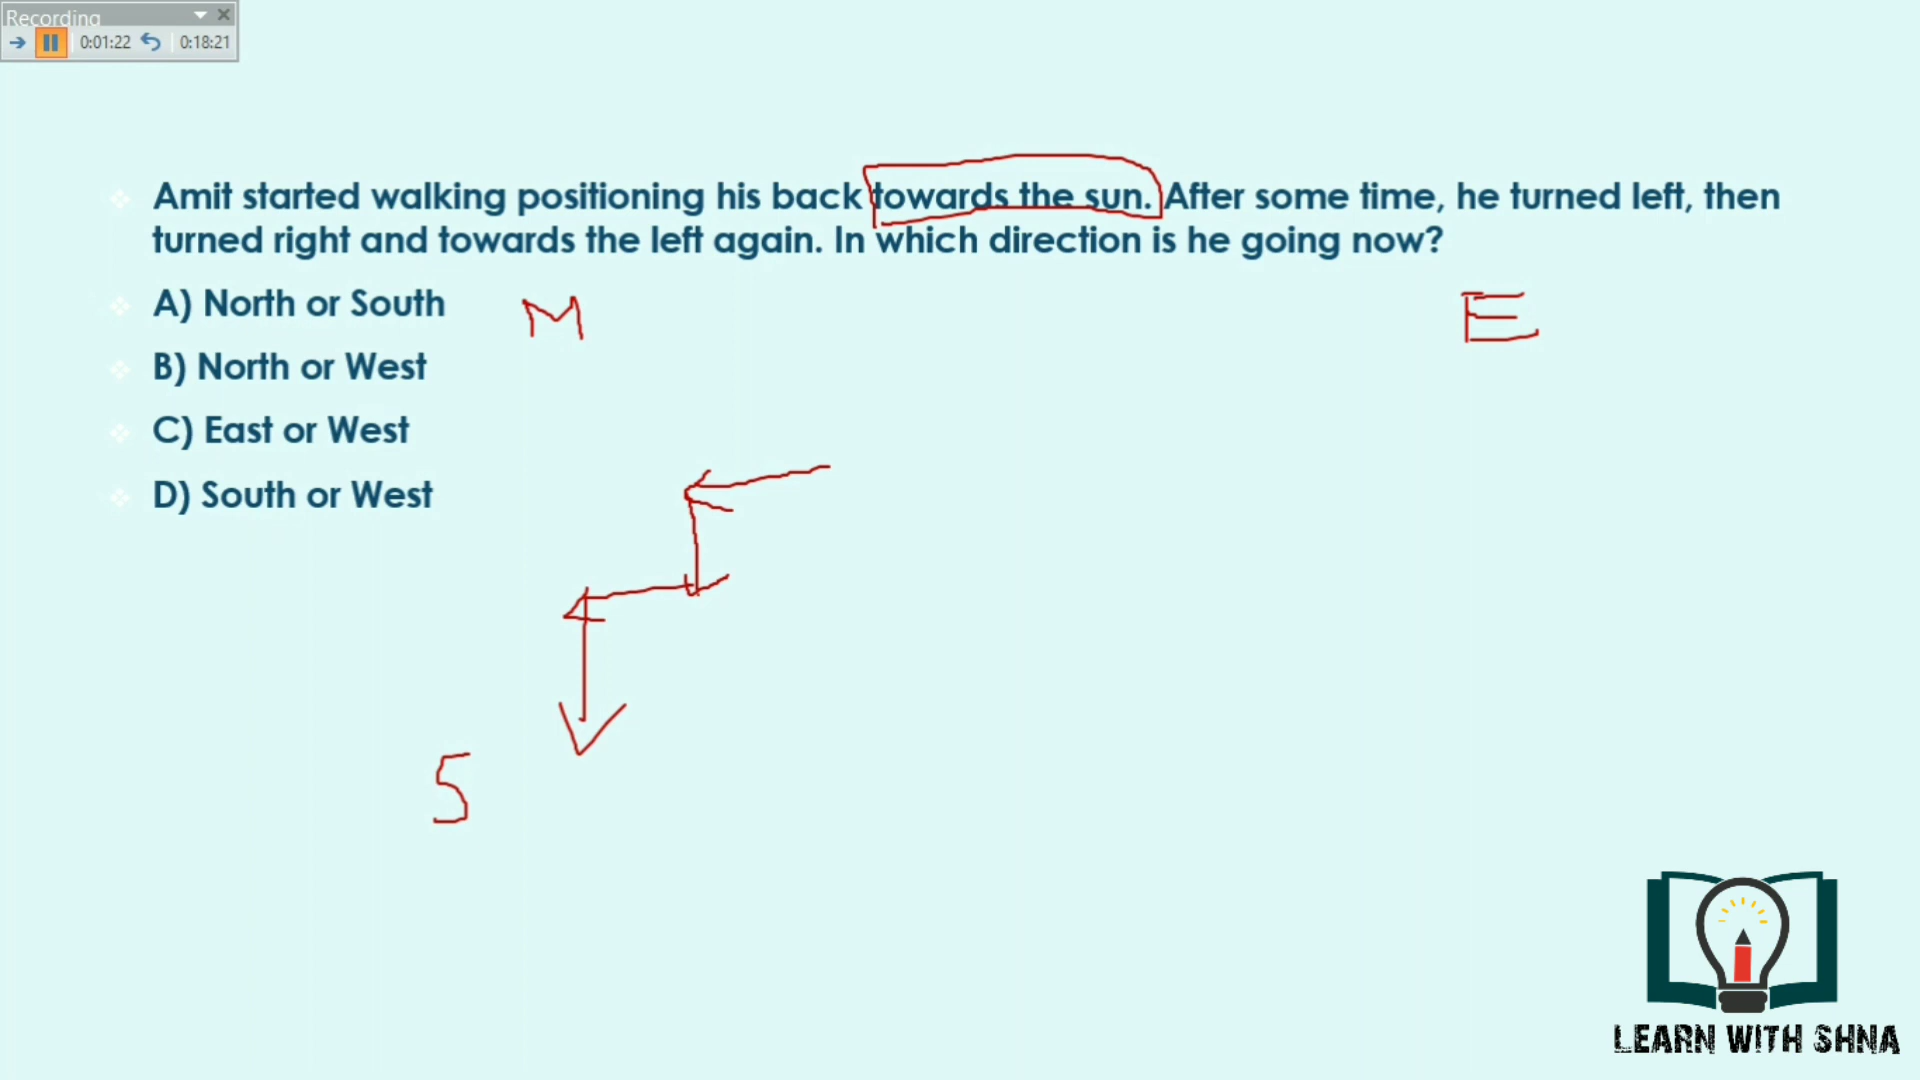 Recording
0:01:22 0:18:21
Amit started walking positioning his back towards the sun. After some time, he turned left, then
turned right and towards the left again. In which direction is he going now?
A) North or South
M
E
B) North or West
C) East or West
D) South or West
S
LEARN WITH SHNA